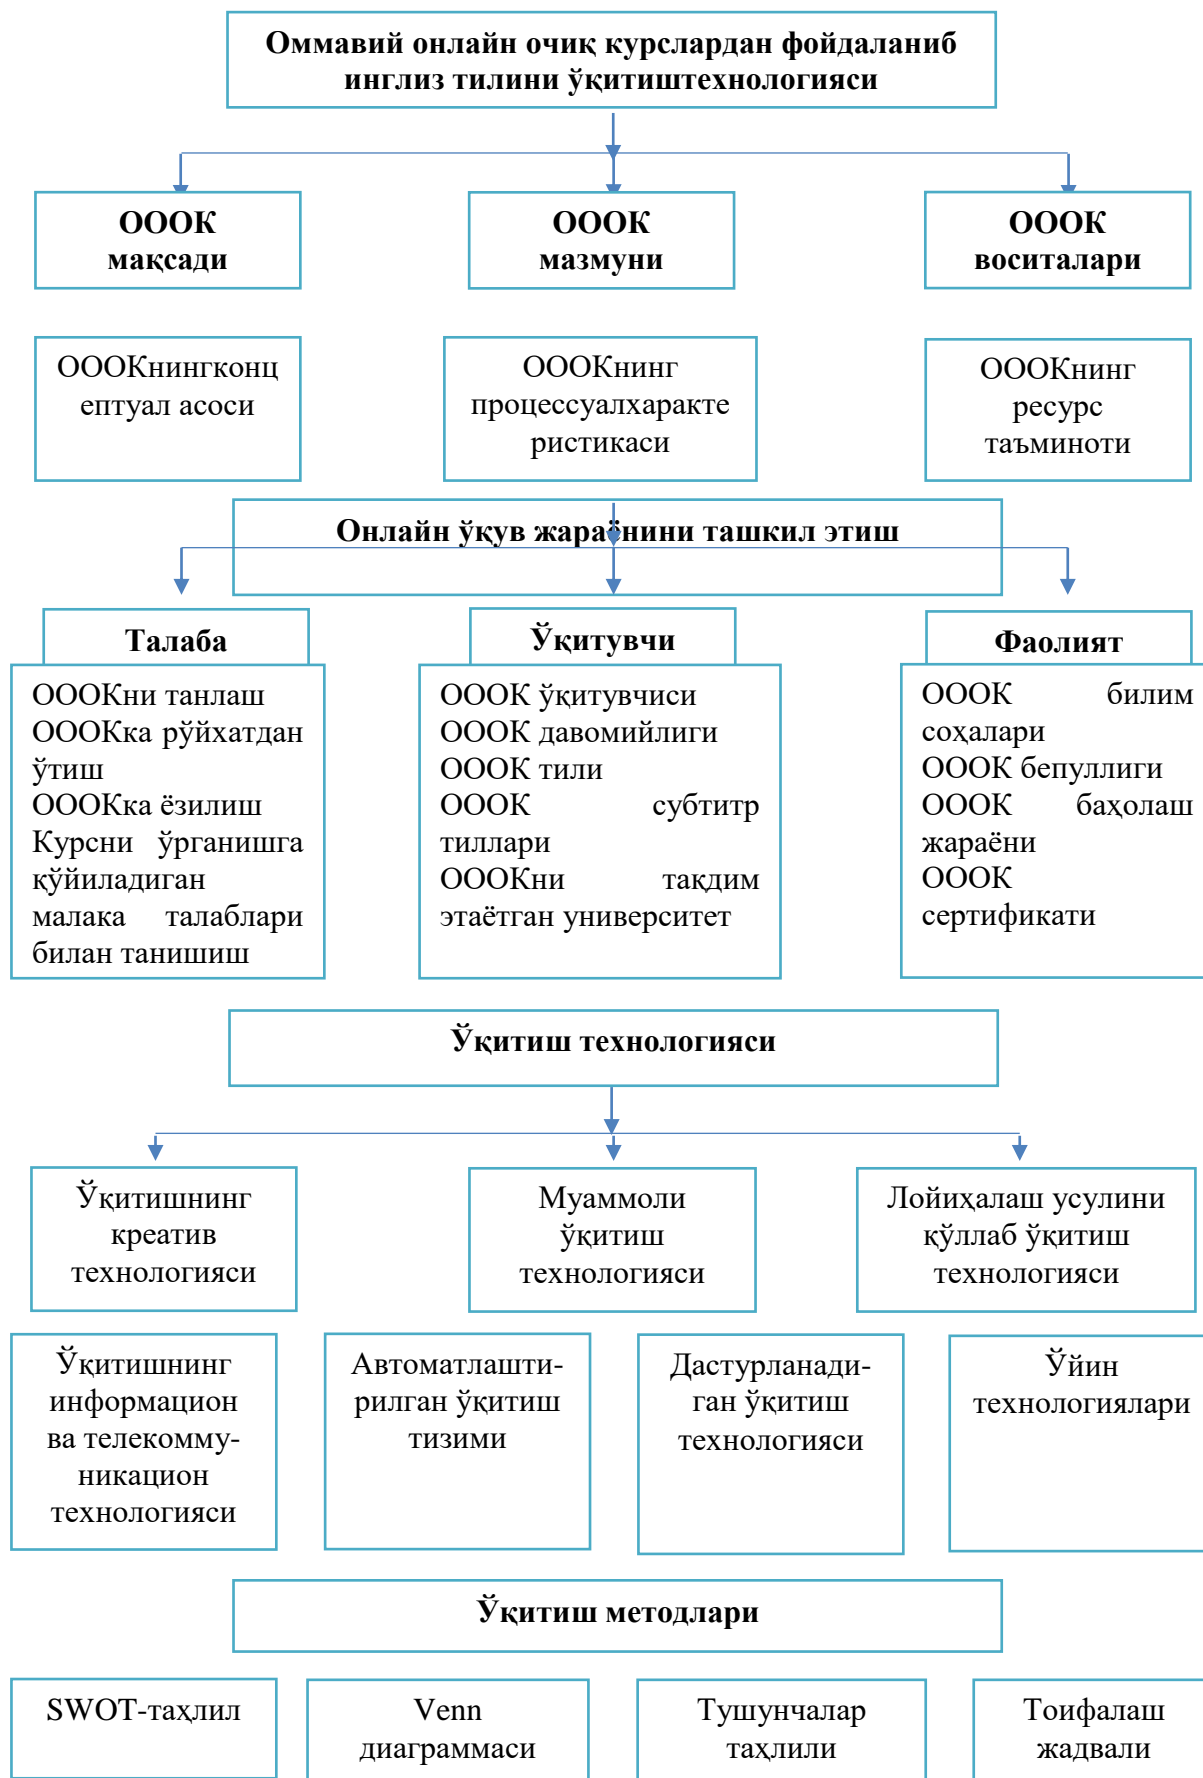 Оммавий онлайн очиқ курслардан фойдаланиб
инглиз тилини ўқитиштехнологияси
ОООК
мақсади
ОООК
мазмуни
ОООК
воситалари
ОООКнингконц
ептуал асоси
ОООКнинг
процессуалхаракте
ристикаси
ОООКнинг
ресурс
таъминоти
Онлайн ўқув жараёнини ташкил этиш
Талаба
ОООКни танлаш
ОООКка рўйхатдан
ўтиш
ОООКка ёзилиш
Курсни ўрганишга
қўйиладиган
малака талаблари
билан танишиш
Ўқитувчи
ОООК ўқитувчиси
ОООК давомийлиги
ОООК тили
ОООК субтитр
тиллари
ОООКни тақдим
этаётган университет
Фаолият
ОООК билим
соҳалари
ОООК бепуллиги
ОООК баҳолаш
жараёни
ОООК
сертификати
Ўқитиш технологияси
Ўқитишнинг
креатив
технологияси
Муаммоли
ўқитиш
технологияси
Лойиҳалаш усулини
қўллаб ўқитиш
технологияси
Ўқитишнинг
информацион
ва телекомму-
никацион
технологияси
Автоматлашти-
рилган ўқитиш
тизими
Дастурланади-
ган ўқитиш
технологияси
Ўйин
технологиялари
Ўқитиш методлари
SWOT-таҳлил
Venn
диаграммаси
Тушунчалар
таҳлили
Тоифалаш
жадвали